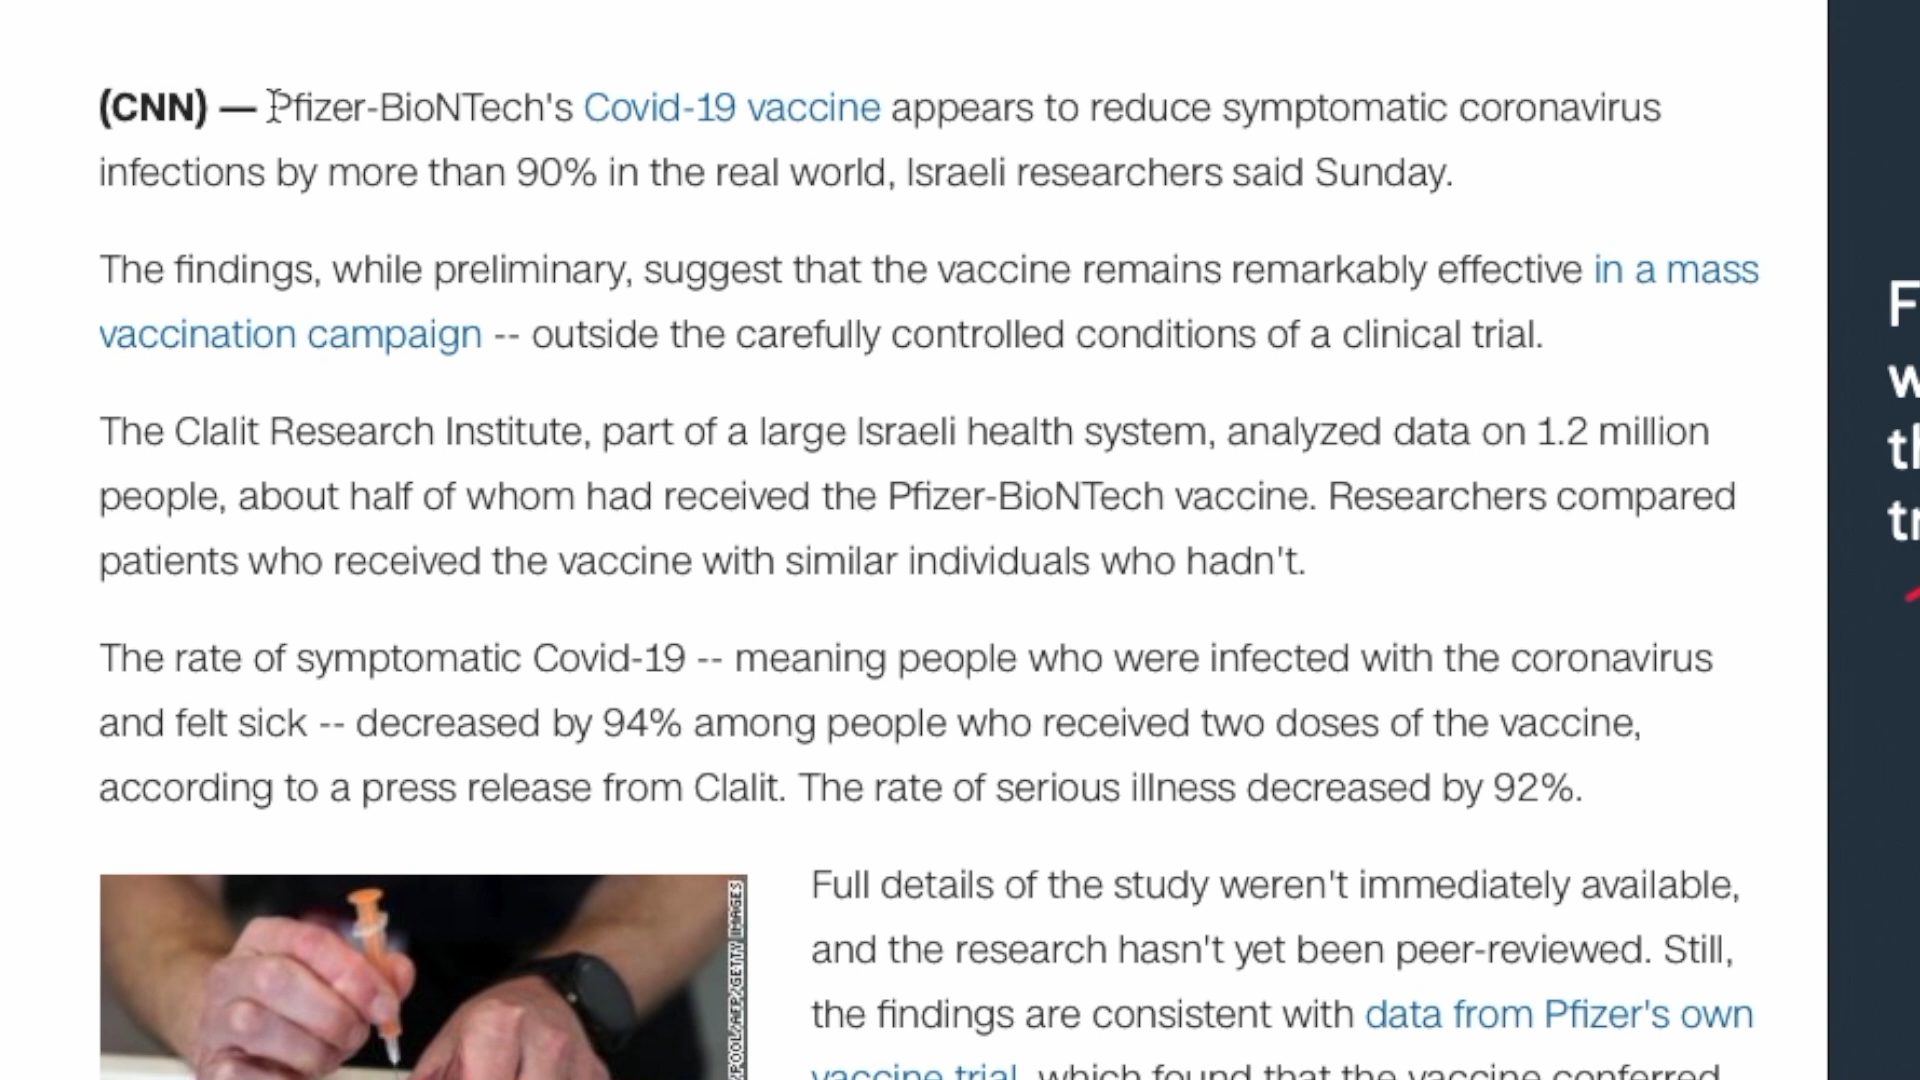 (CNN) — Pfizer-BioNTech's Covid-19 vaccine appears to reduce symptomatic coronavirus
infections by more than 90% in the real world, Israeli researchers said Sunday.
The findings, while preliminary, suggest that the vaccine remains remarkably effective in a mass
vaccination campaign -- outside the carefully controlled conditions of a clinical trial.
The Clalit Research Institute, part of a large Israeli health system, analyzed data on 1.2 million
people, about half of whom had received the Pfizer-BioNTech vaccine. Researchers compared
patients who received the vaccine with similar individuals who hadn't.
The rate of symptomatic Covid-19 -- meaning people who were infected with the coronavirus
and felt sick -- decreased by 94% among people who received two doses of the vaccine,
according to a press release from Clalit. The rate of serious illness decreased by 92%.
POOL/AFP/GETTY IMAGES
Full details of the study weren't immediately available,
and the research hasn't yet been peer-reviewed. Still,
the findings are consistent with data from Pfizer's own
vaccine trial, which found that the vaccine conferred